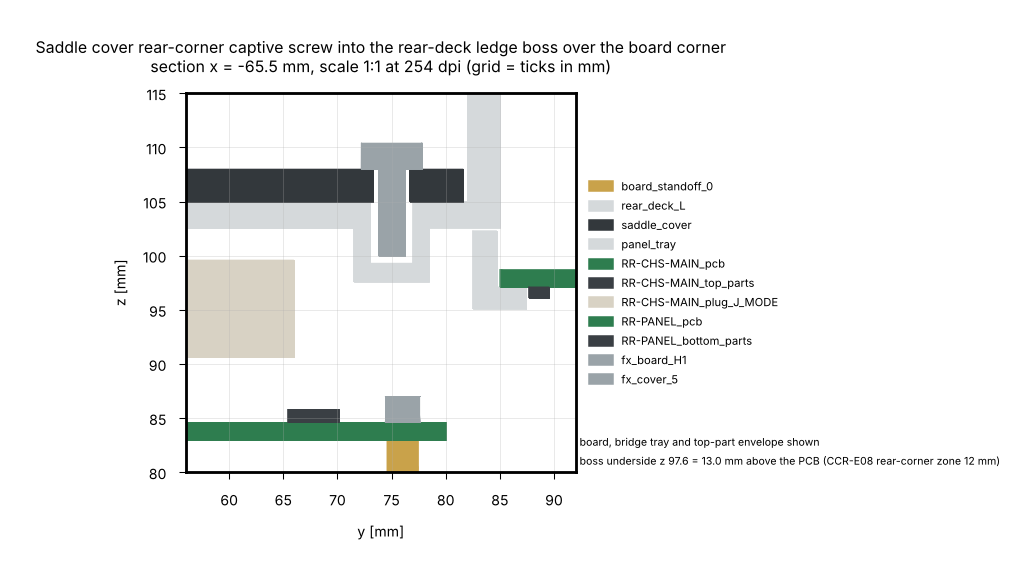 Saddle cover rear-corner captive screw into the rear-deck ledge boss over the board corner
section x = -65.5 mm, scale 1:1 at 254 dpi (grid = ticks in mm)
115
110
105
100
95
90
85
80
z [mm]
60
65
70
75
80
85
90
y [mm]
board_standoff_0
rear_deck_L
saddle_cover
panel_tray
RR-CHS-MAIN_pcb
RR-CHS-MAIN_top_parts
RR-CHS-MAIN_plug_J_MODE
RR-PANEL_pcb
RR-PANEL_bottom_parts
fx_board_H1
fx_cover_5
board, bridge tray and top-part envelope shown
boss underside z 97.6 = 13.0 mm above the PCB (CCR-E08 rear-corner zone 12 mm)